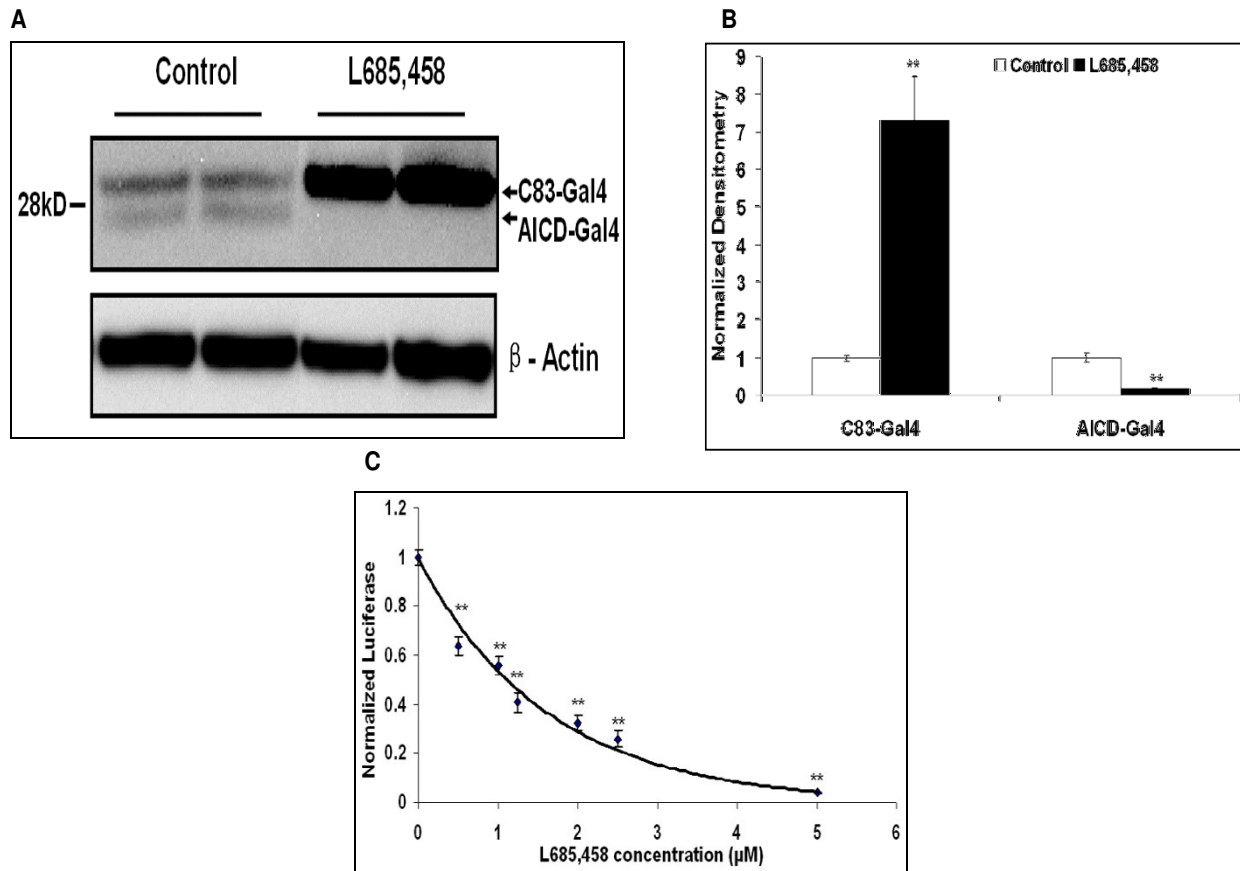 A
Control L685,458
28kD
C83-Gal4
AICD-Gal4
β - Actin
B
Control L685,458
Normalized Densitometry
9
8
7
6
5
4
3
2
1
0
**
**
C83-Gal4 AICD-Gal4
C
Normalized Luciferase
1.2
1
0.8
0.6
0.4
0.2
0
**
**
**
**
**
**
0 1 2 3 4 5 6
L685,458 concentration (μM)